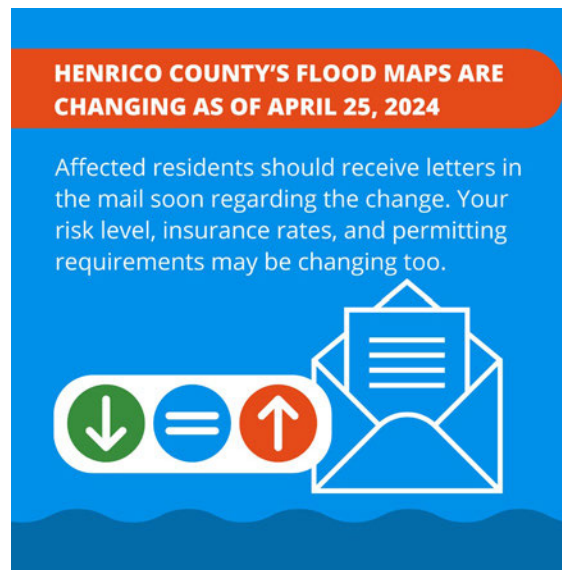 HENRICO COUNTY'S FLOOD MAPS ARE
CHANGING AS OF APRIL 25, 2024
Affected residents should receive letters in
the mail soon regarding the change. Your
risk level, insurance rates, and permitting
requirements may be changing too.